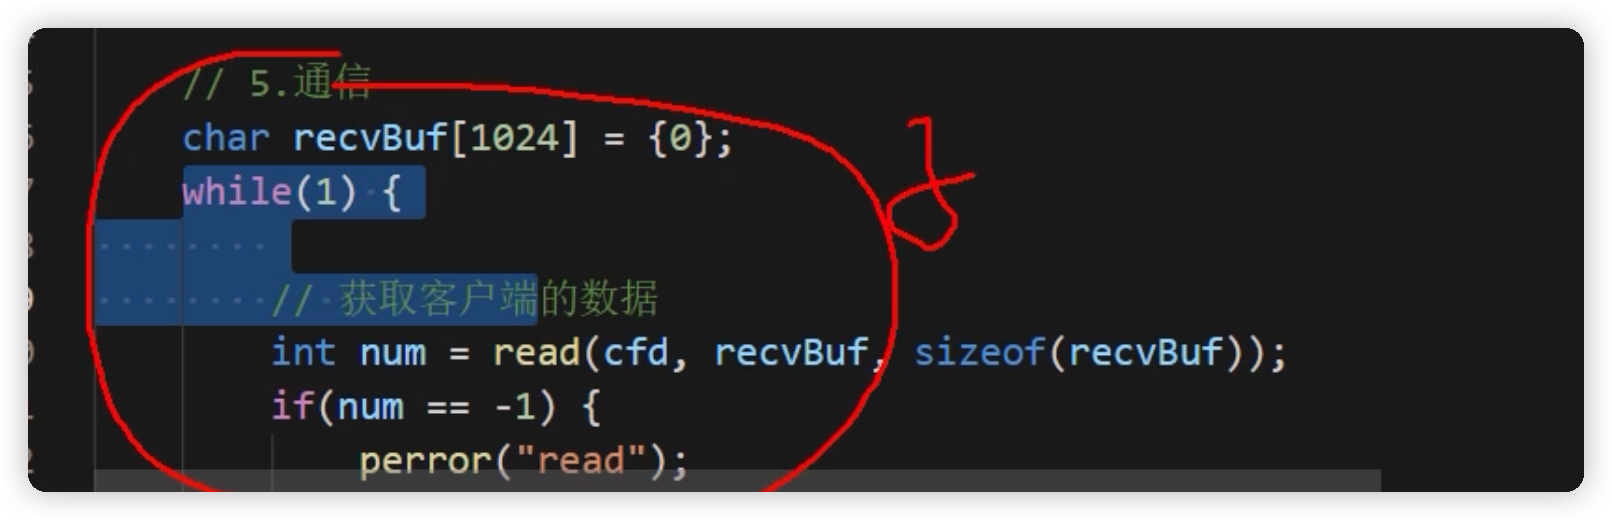 // 5.通信
char recvBuf[1024] = {0};
while(1) {
// 获取客户端的数据
int num = read(cfd, recvBuf, sizeof(recvBuf));
if(num == -1) {
perror("read");